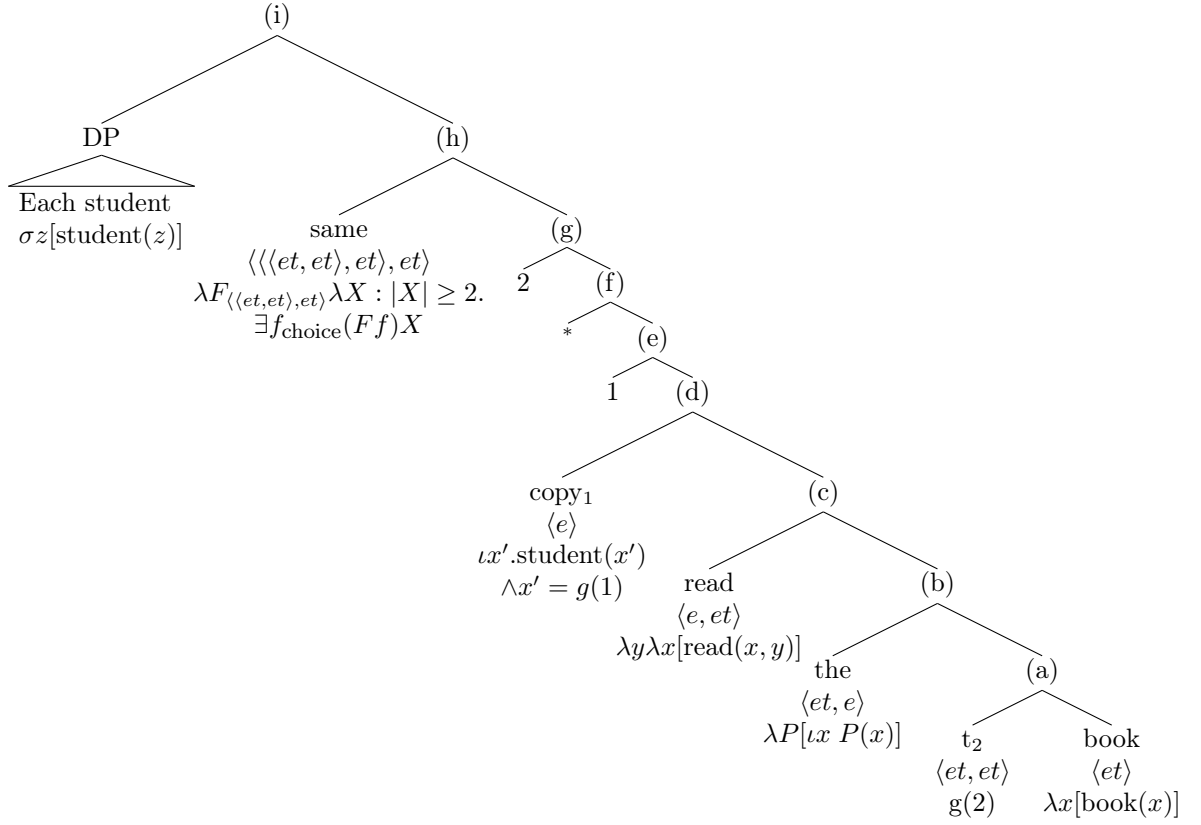 (i)
DP
(h)
Each student
σz[student(z)]
same
⟨⟨⟨et, et⟩, et⟩, et⟩
λF⟨⟨et,et⟩,et⟩λX : |X| ≥ 2.
∃f_choice(Ff)X
(g)
2
(f)
*
(e)
1
(d)
copy₁
⟨e⟩
ιx′.student(x′)
∧x′ = g(1)
(c)
read
⟨e, et⟩
λyλx[read(x, y)]
(b)
the
⟨et, e⟩
λP[ιx P(x)]
(a)
t₂
⟨et, et⟩
g(2)
book
⟨et⟩
λx[book(x)]